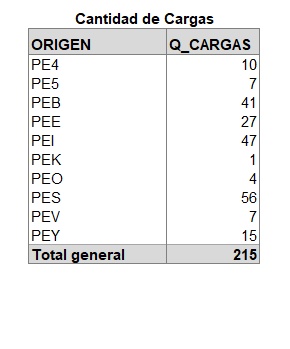 Cantidad de Cargas
ORIGEN Q_CARGAS
PE4 10
PE5 7
PEB 41
PEE 27
PEI 47
PEK 1
PEO 4
PES 56
PEV 7
PEY 15
Total general 215